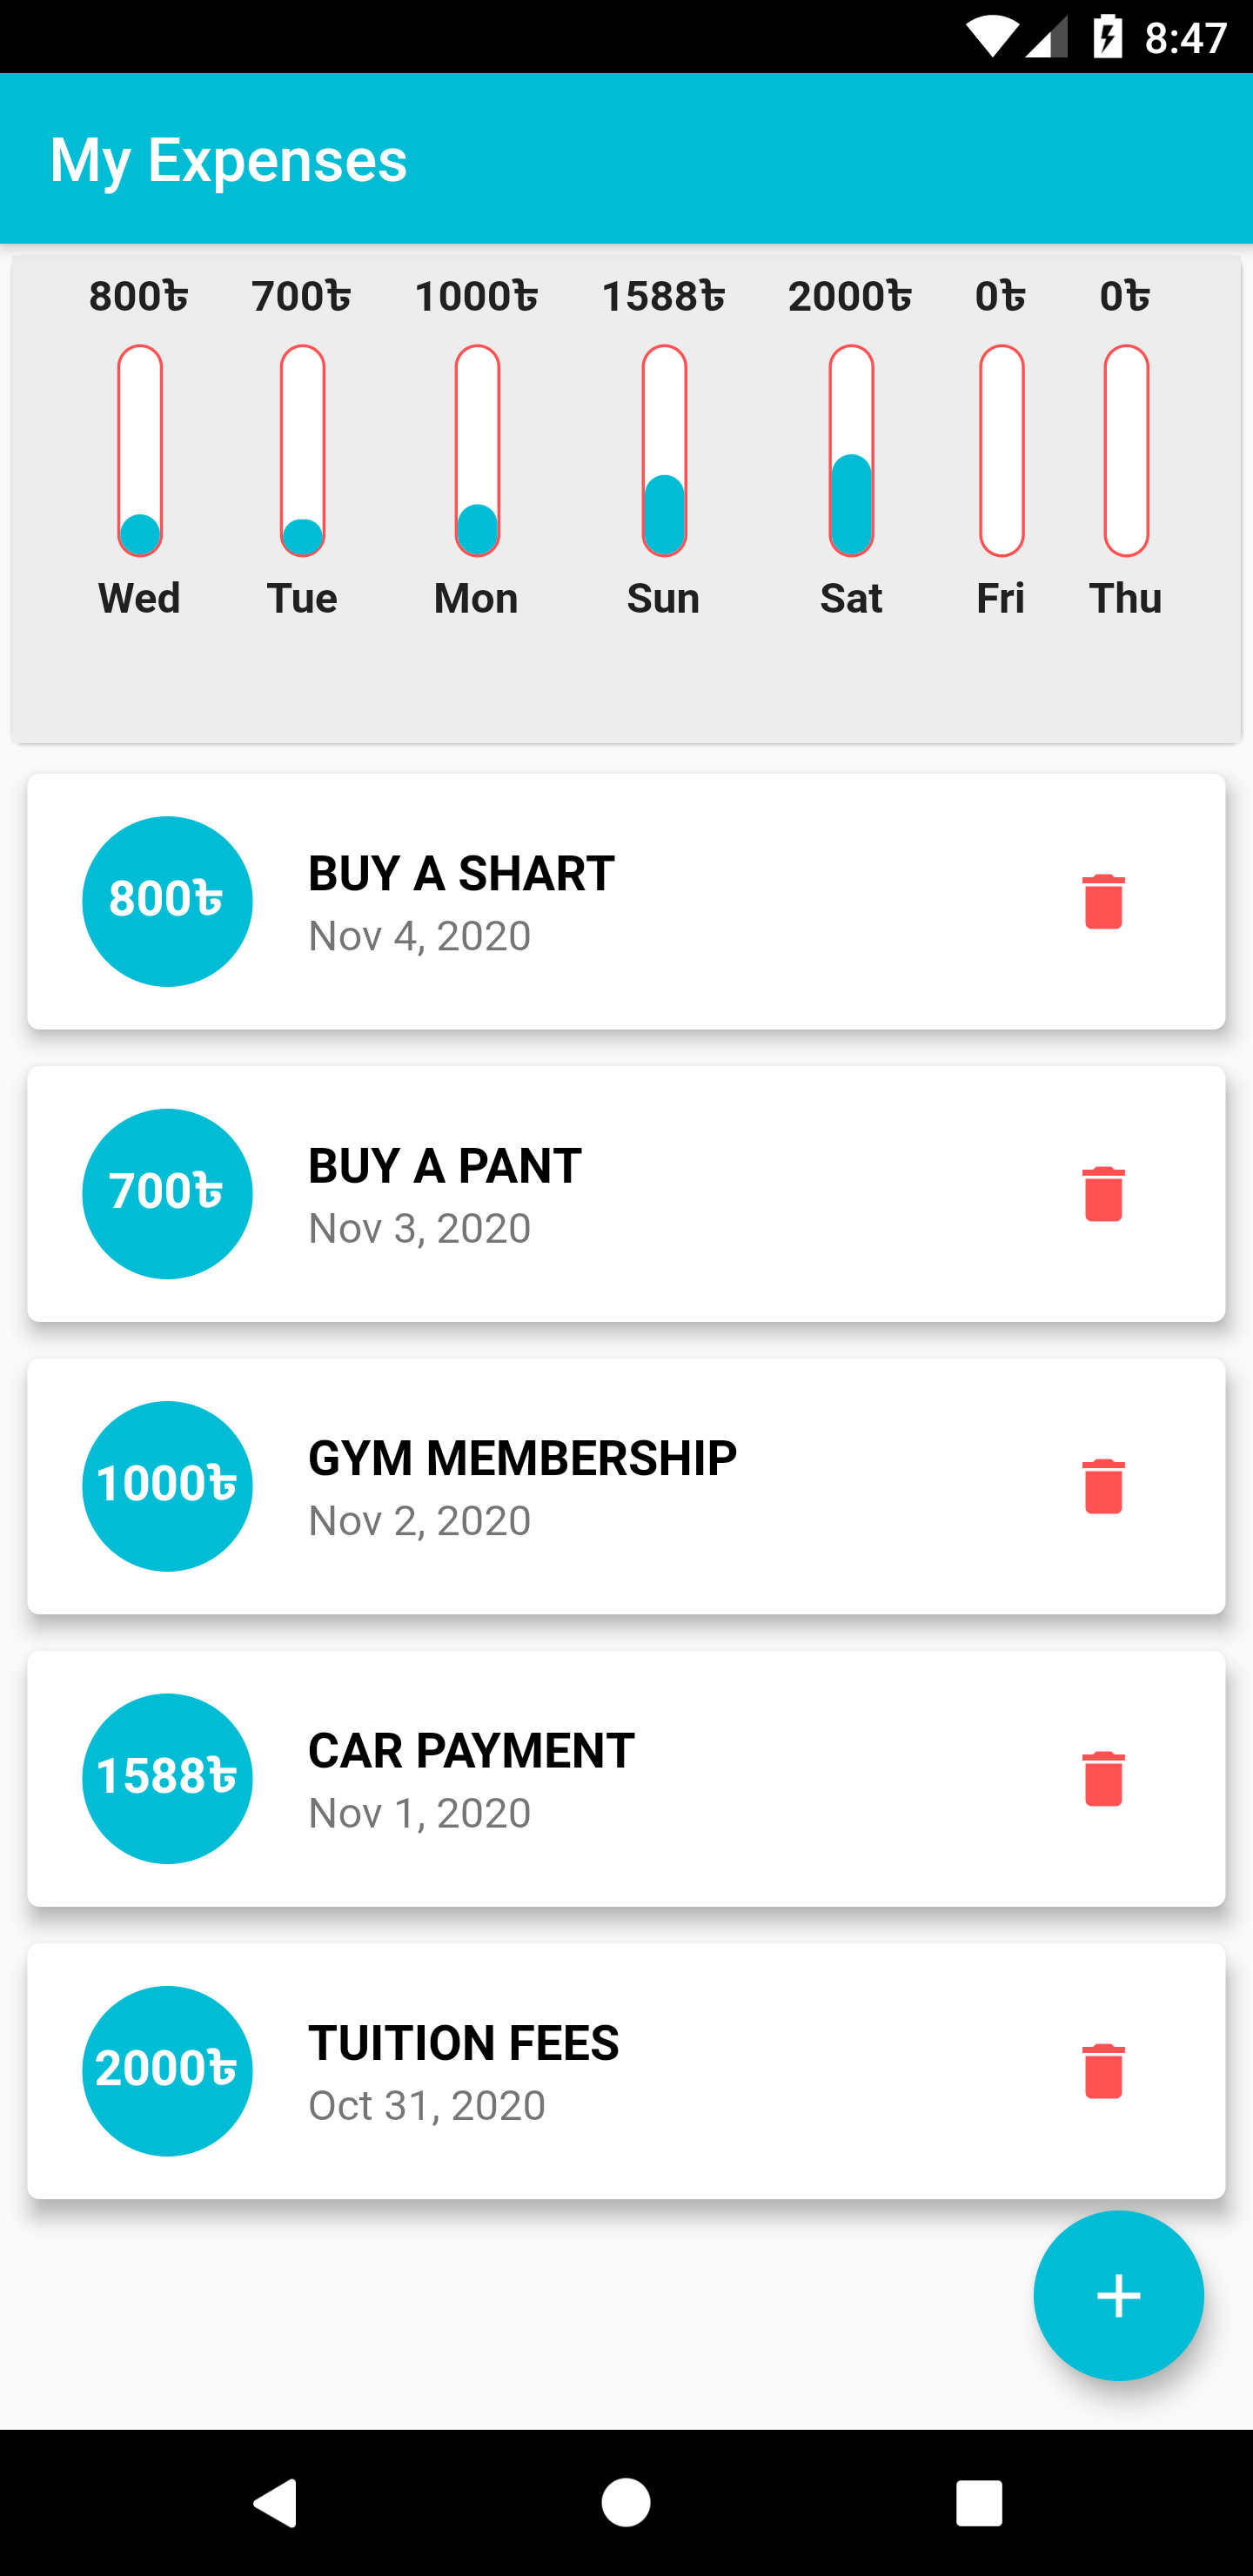 8:47
My Expenses
800৳ 700৳ 1000৳ 1588৳ 2000৳ 0৳ 0৳
Wed Tue Mon Sun Sat Fri Thu
800৳
BUY A SHART
Nov 4, 2020
700৳
BUY A PANT
Nov 3, 2020
1000৳
GYM MEMBERSHIP
Nov 2, 2020
1588৳
CAR PAYMENT
Nov 1, 2020
2000৳
TUITION FEES
Oct 31, 2020
+